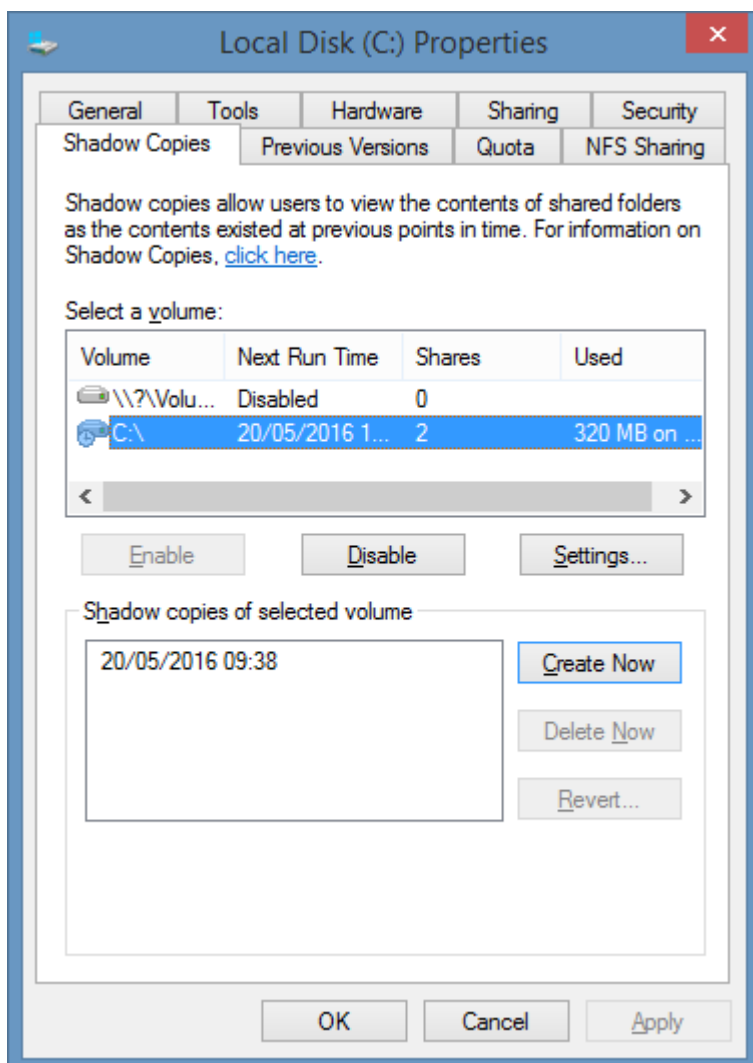 Local Disk (C:) Properties
General Tools Hardware Sharing Security
Shadow Copies Previous Versions Quota NFS Sharing
Shadow copies allow users to view the contents of shared folders
as the contents existed at previous points in time. For information on
Shadow Copies, click here.
Select a volume:
Volume Next Run Time Shares Used
\\?\Volu... Disabled 0
C:\ 20/05/2016 1... 2 320 MB on ...
Enable Disable Settings...
Shadow copies of selected volume
20/05/2016 09:38
Create Now
Delete Now
Revert...
OK Cancel Apply